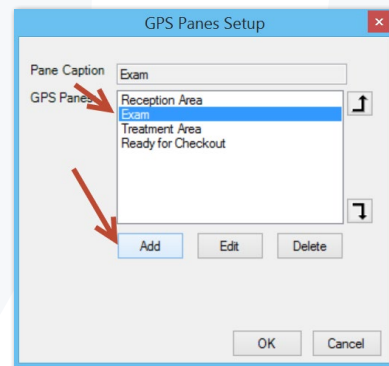 GPS Panes Setup
Pane Caption
Exam
GPS Panes
Reception Area
Exam
Treatment Area
Ready for Checkout
Add Edit Delete
OK Cancel